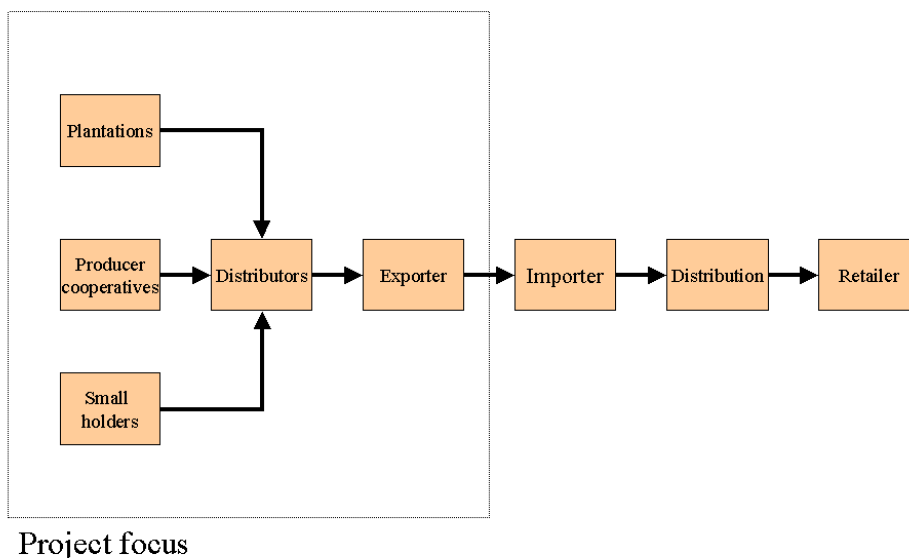 Plantations
Producer
cooperatives
Distributors
Exporter
Importer
Distribution
Retailer
Small
holders
Project focus